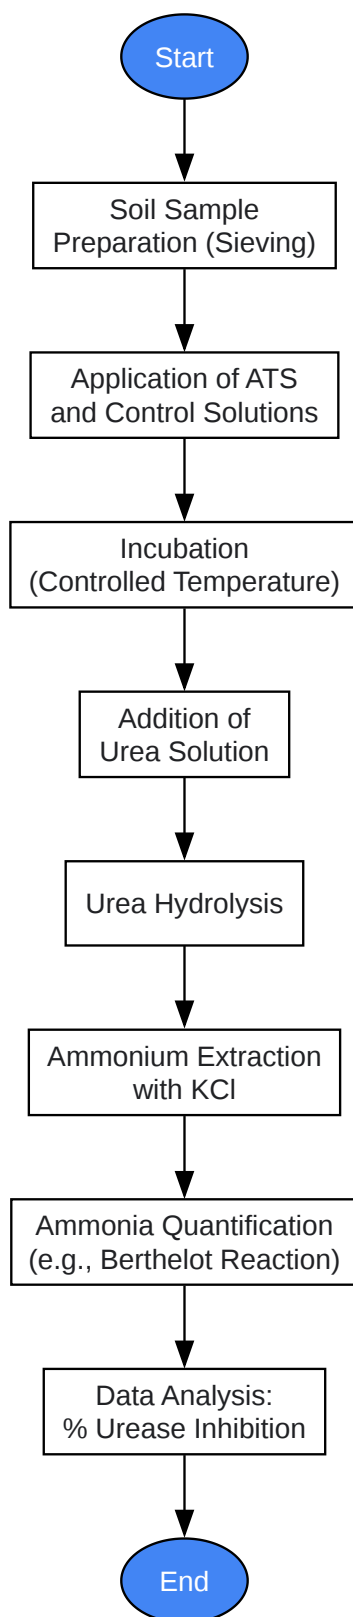 Start
Soil Sample
Preparation (Sieving)
Application of ATS
and Control Solutions
Incubation
(Controlled Temperature)
Addition of
Urea Solution
Urea Hydrolysis
Ammonium Extraction
with KCl
Ammonia Quantification
(e.g., Berthelot Reaction)
Data Analysis:
% Urease Inhibition
End